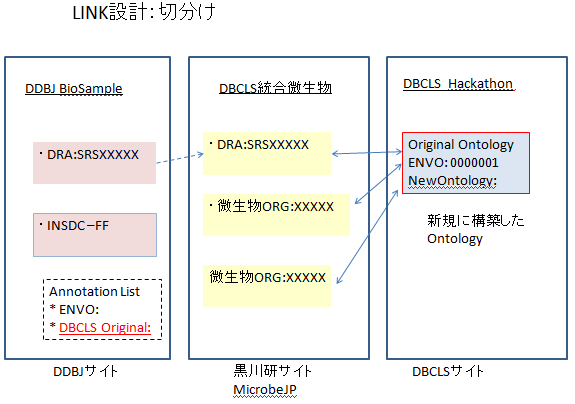 LINK設計：切分け
DDBJ BioSample
・DRA:SRSXXXXX
・INSDC−FF
Annotation List
* ENVO:
* DBCLS Original:
DDBJサイト
DBCLS統合微生物
・DRA:SRSXXXXX
・微生物ORG:XXXXX
微生物ORG:XXXXX
黒川研サイト
MicrobeJP
DBCLS Hackathon
Original Ontology
ENVO:0000001
NewOntology:
新規に構築した
Ontology
DBCLSサイト